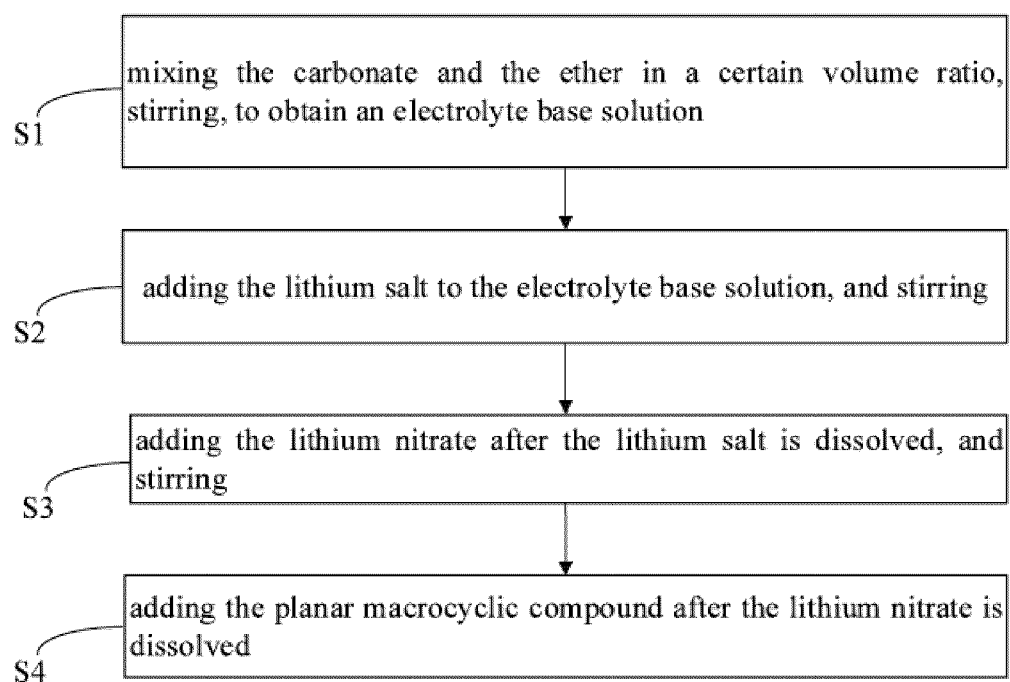 mixing the carbonate and the ether in a certain volume ratio,
stirring, to obtain an electrolyte base solution
S1
adding the lithium salt to the electrolyte base solution, and stirring
S2
adding the lithium nitrate after the lithium salt is dissolved, and
stirring
S3
adding the planar macrocyclic compound after the lithium nitrate is
dissolved
S4